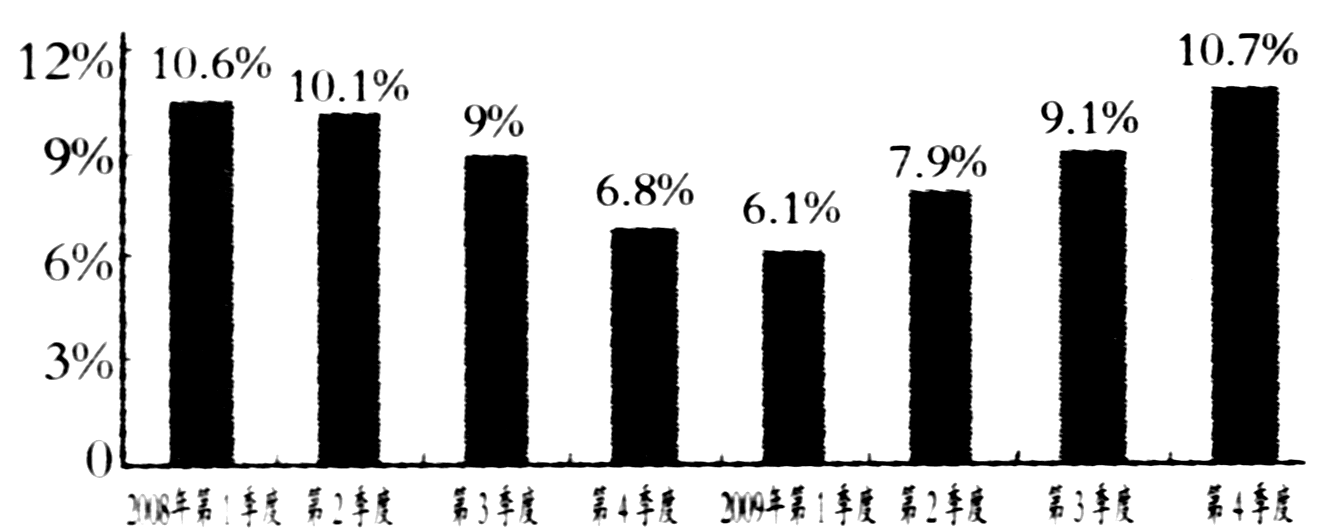 12%
9%
6%
3%
0
10.6%
10.1%
9%
6.8%
6.1%
7.9%
9.1%
10.7%
2008年第1季度
第2季度
第3季度
第4季度
2009年第1季度
第2季度
第3季度
第4季度